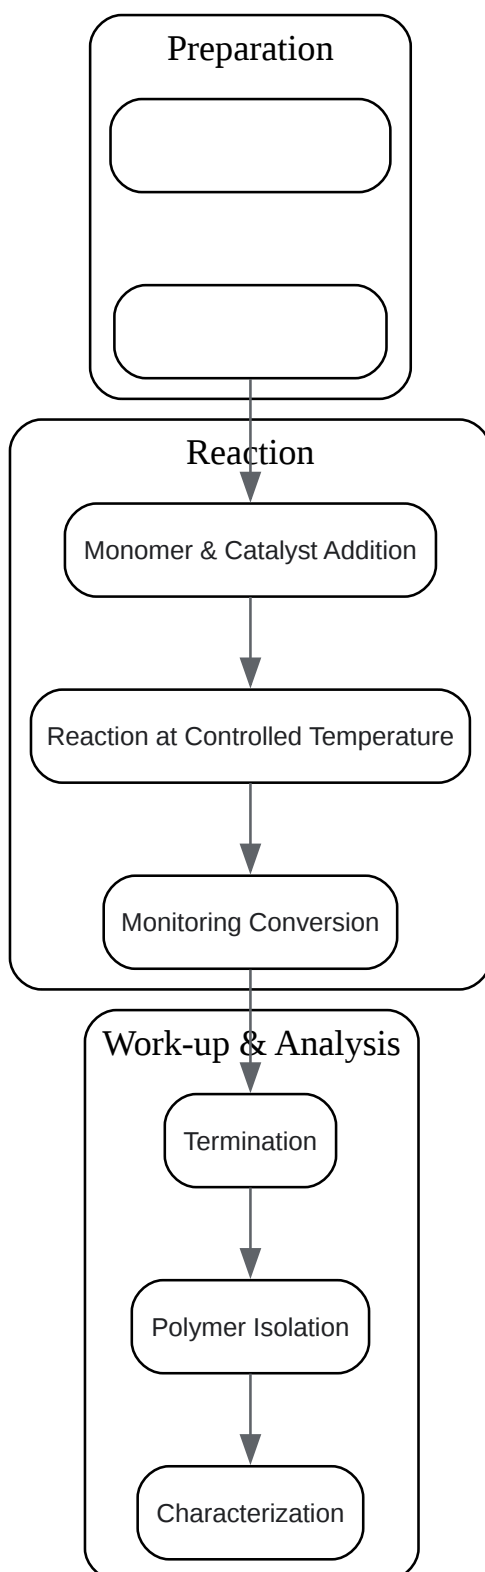 Preparation
Reaction
Monomer & Catalyst Addition
Reaction at Controlled Temperature
Monitoring Conversion
Work-up & Analysis
Termination
Polymer Isolation
Characterization